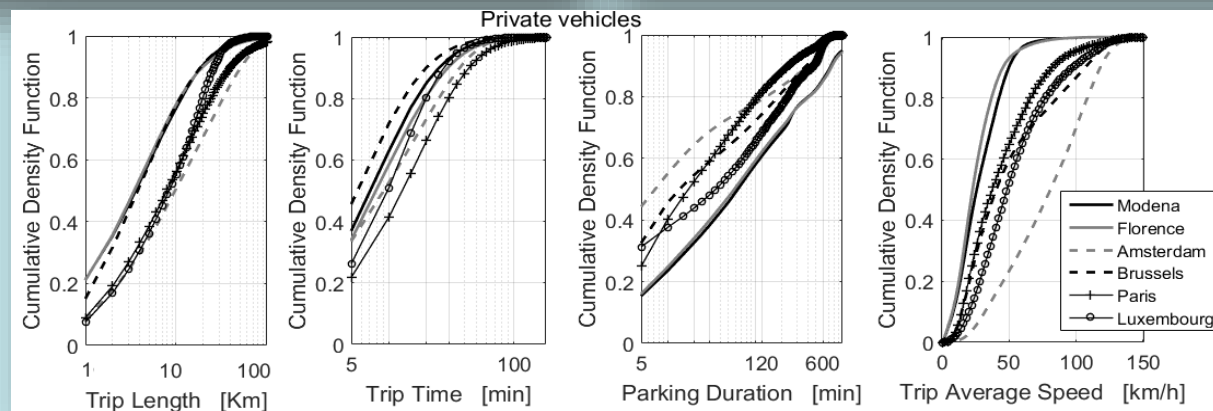 Private vehicles
Cumulative Density Function
1
0.8
0.6
0.4
0.2
0
1 10 100
Trip Length [Km]
Cumulative Density Function
1
0.8
0.6
0.4
0.2
0
5 100
Trip Time [min]
Cumulative Density Function
1
0.8
0.6
0.4
0.2
0
5 120 600
Parking Duration [min]
Cumulative Density Function
1
0.8
0.6
0.4
0.2
0
0 50 100 150
Trip Average Speed [km/h]
Modena
Florence
Amsterdam
Brussels
Paris
Luxembourg